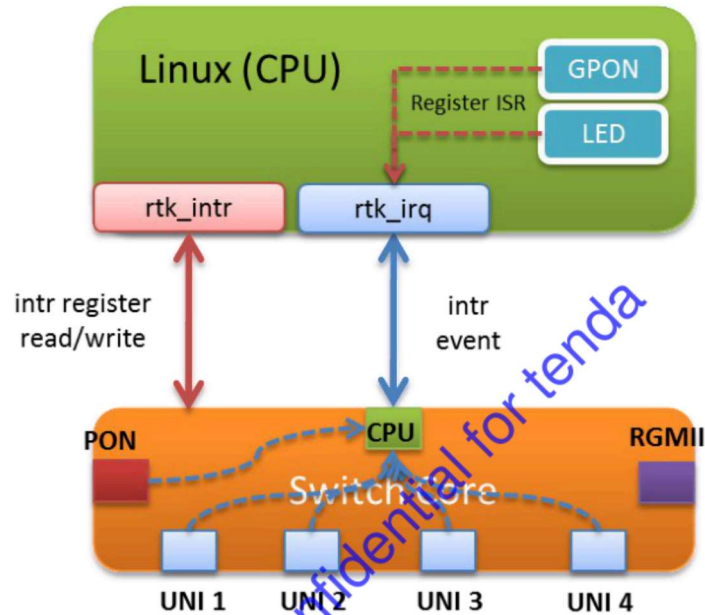 Linux (CPU)
GPON
Register ISR
LED
rtk_intr
rtk_irq
intr register
read/write
intr
event
PON
CPU
RGMII
Switch Core
UNI 1
UNI 2
UNI 3
UNI 4
for tenda